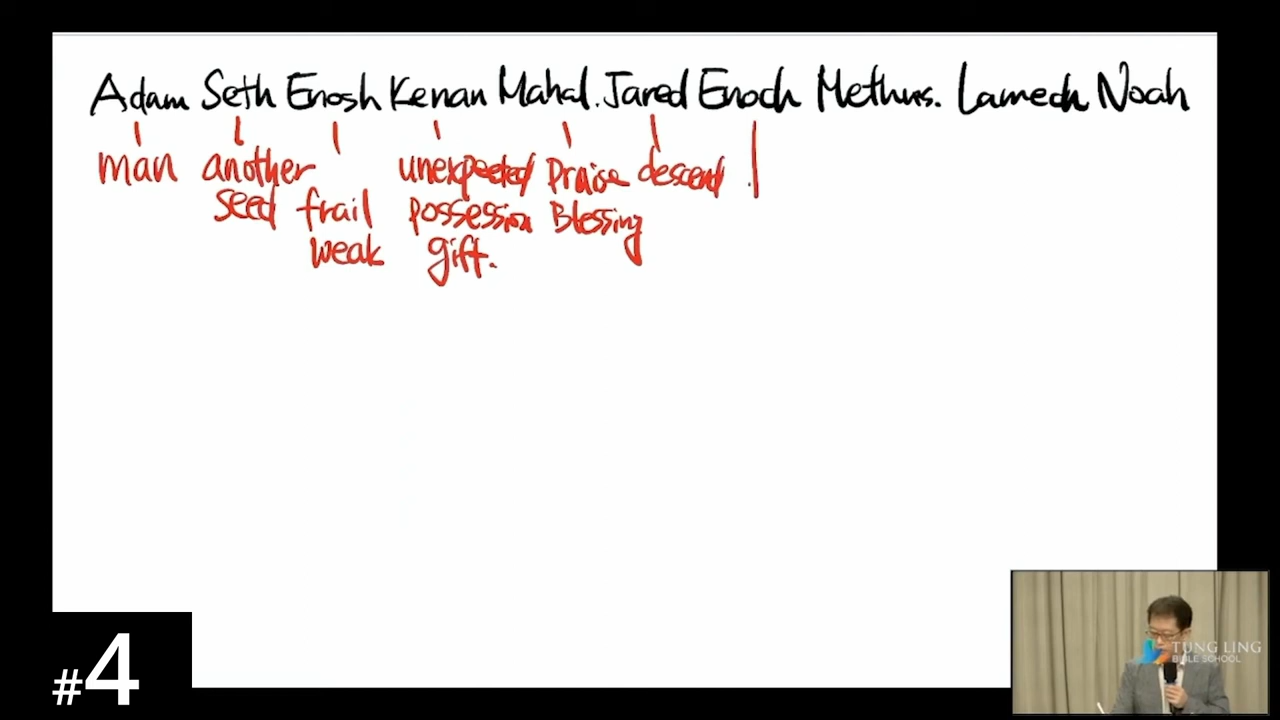 Adam Seth Enosh Kenan Mahal. Jared Enoch Methus. Lamech Noah
man another unexpected Praise descend
seed frail possession Blessing
weak gift.
#4
TUNG LING
BIBLE SCHOOL